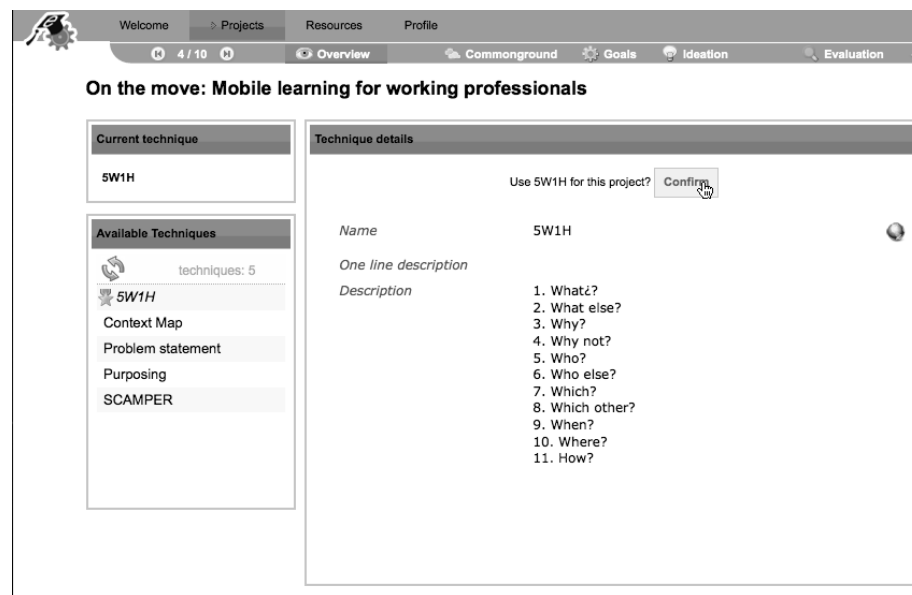 Welcome Projects Resources Profile
4 / 10 Overview Commonground Goals Ideation Evaluation
On the move: Mobile learning for working professionals
Current technique
5W1H
Available Techniques
techniques: 5
5W1H
Context Map
Problem statement
Purposing
SCAMPER
Technique details
Use 5W1H for this project? Confirm
Name 5W1H
One line description
Description
1. What¿?
2. What else?
3. Why?
4. Why not?
5. Who?
6. Who else?
7. Which?
8. Which other?
9. When?
10. Where?
11. How?